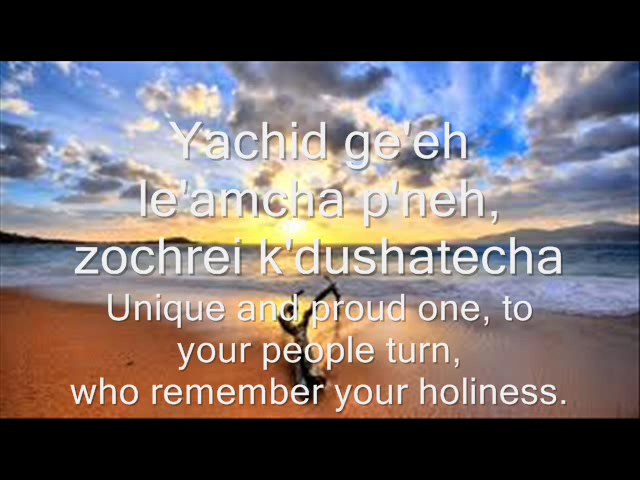 Yachid ge'eh
le'amcha p'neh,
zochrei k'dushatecha
Unique and proud one, to
your people turn,
who remember your holiness.